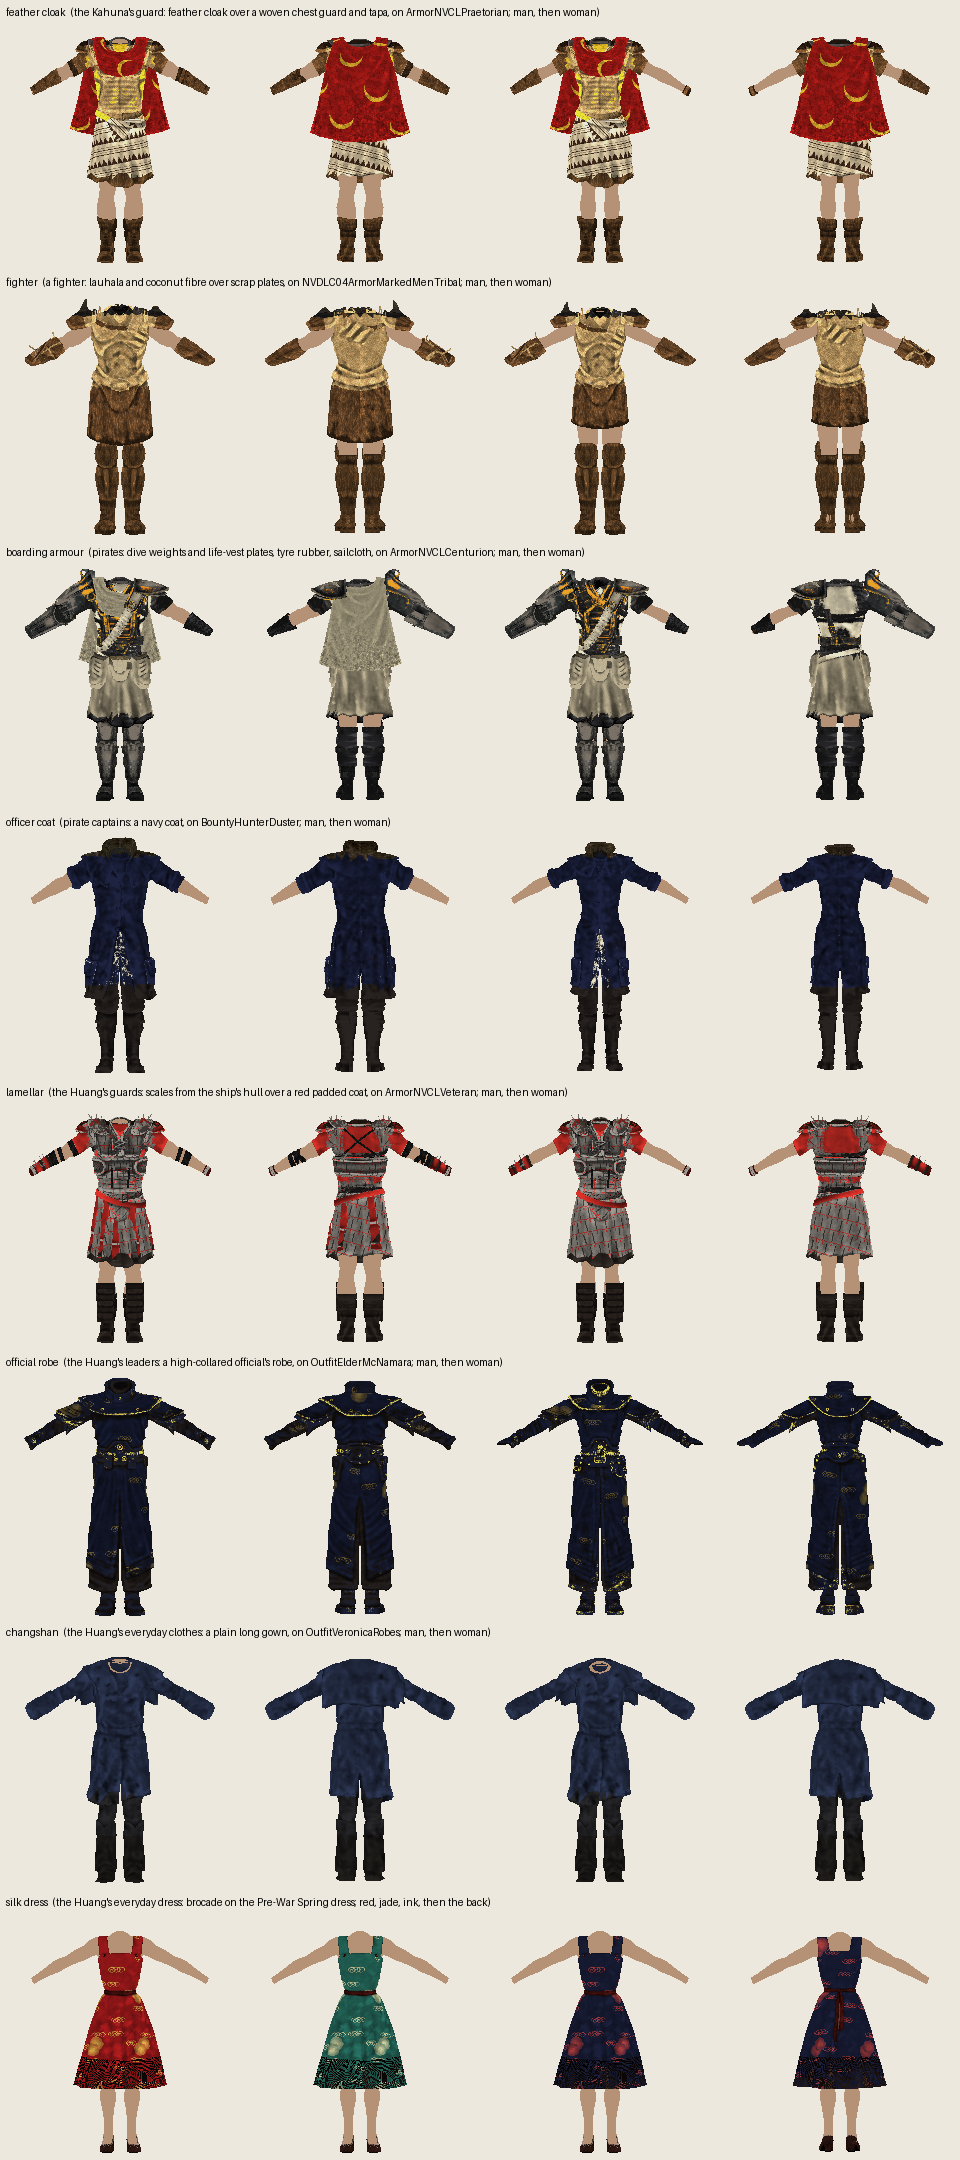 feather cloak (the Kahuna's guard: feather cloak over a woven chest guard and tapa, on ArmorNVCLPraetorian; man, then woman)
fighter (a fighter: lauhala and coconut fibre over scrap plates, on NVDLC04ArmorMarkedMenTribal; man, then woman)
boarding armour (pirates: dive weights and life-vest plates, tyre rubber, sailcloth, on ArmorNVCLCenturion; man, then woman)
officer coat (pirate captains: a navy coat, on BountyHunterDuster; man, then woman)
lamellar (the Huang's guards: scales from the ship's hull over a red padded coat, on ArmorNVCLVeteran; man, then woman)
official robe (the Huang's leaders: a high-collared official's robe, on OutfitElderMcNamara; man, then woman)
changshan (the Huang's everyday clothes: a plain long gown, on OutfitVeronicaRobes; man, then woman)
silk dress (the Huang's everyday dress: brocade on the Pre-War Spring dress; red, jade, ink, then the back)